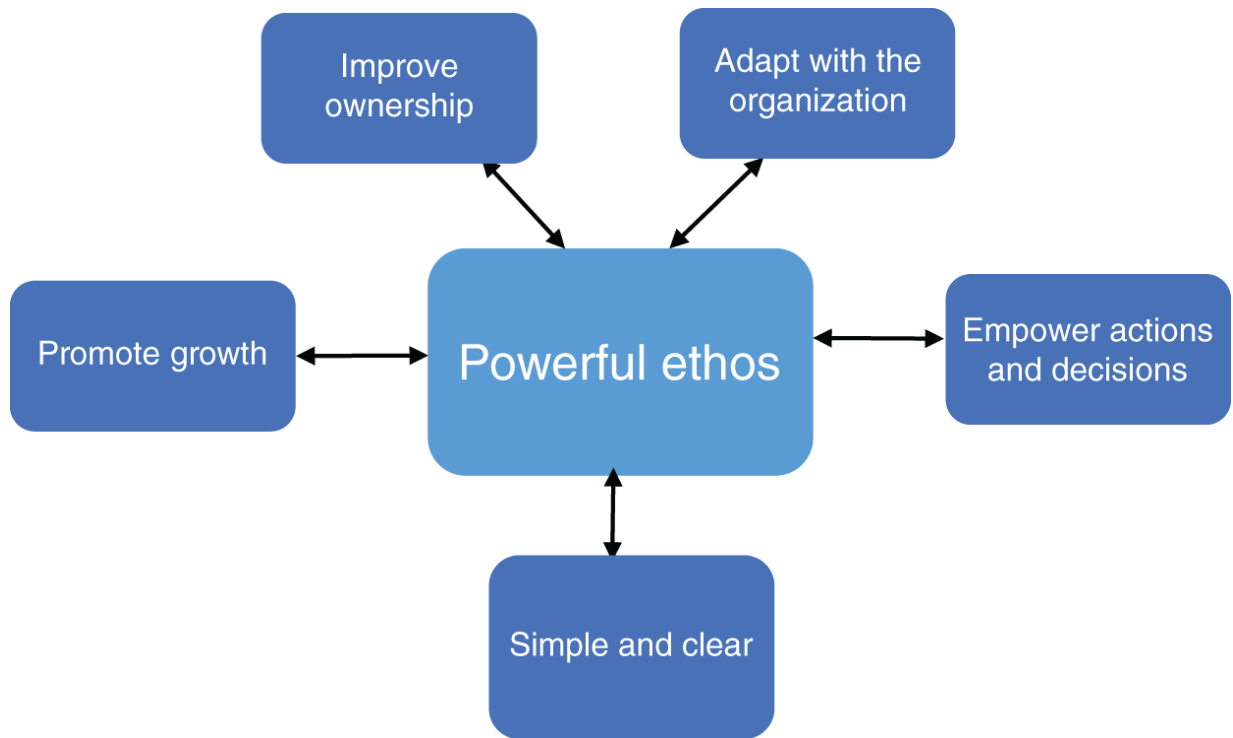 Improve
ownership
Adapt with the
organization
Promote growth
Powerful ethos
Empower actions
and decisions
Simple and clear